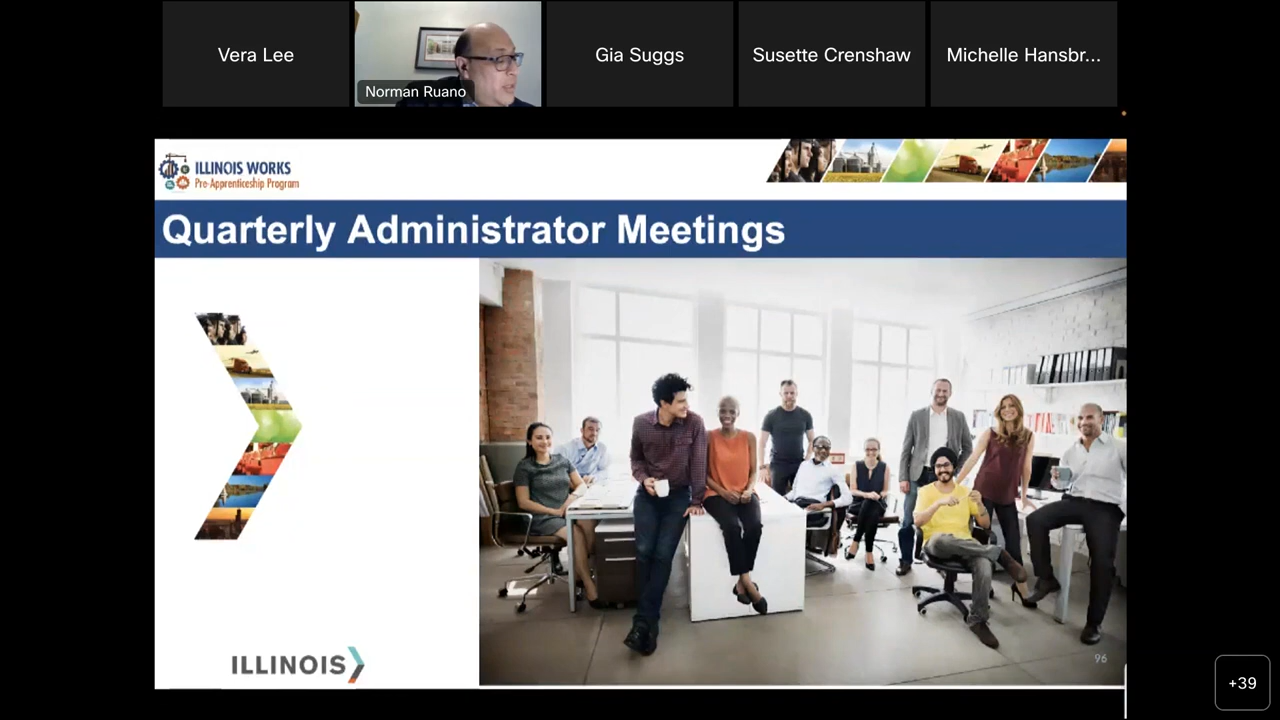 Vera Lee
Norman Ruano
Gia Suggs
Susette Crenshaw
Michelle Hansbr...
ILLINOIS WORKS
Pre-Apprenticeship Program
Quarterly Administrator Meetings
ILLINOIS
96
+39